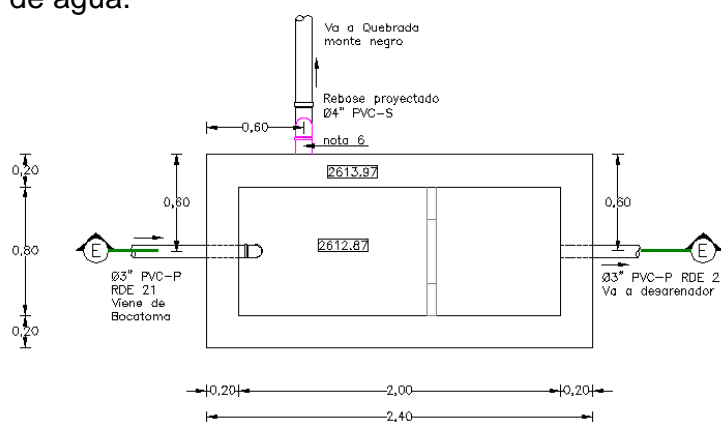 de agua.
Va a Quebrada
monte negro
Rebose proyectado
Ø4" PVC-S
0,60
nota 6
0,20
2613.97
0,60
0,60
0,80
2612.87
E
E
Ø3" PVC-P
RDE 21
Viene de
Bocatoma
Ø3" PVC-P RDE 2
Va a desarenador
0,20
0,20
2,00
0,20
2,40